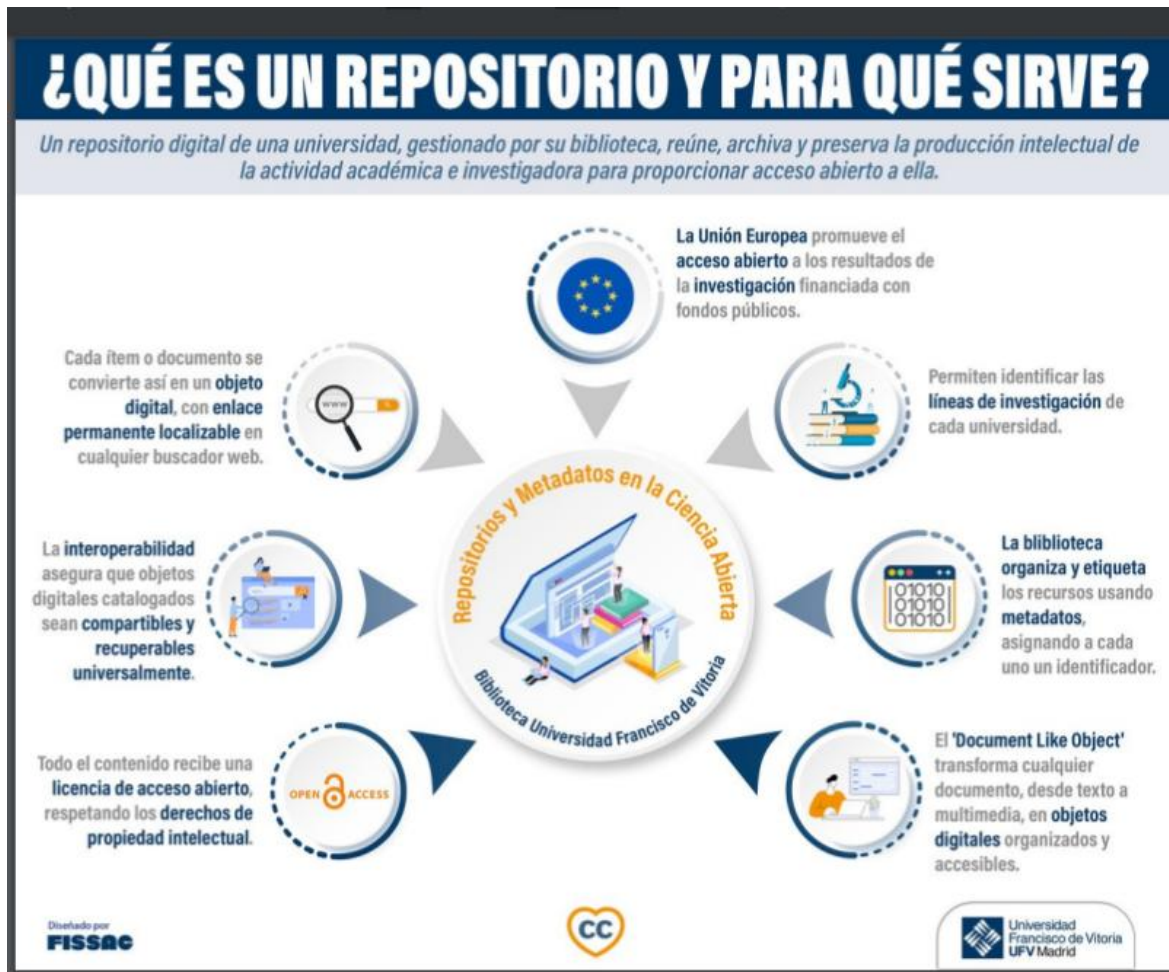 ¿QUÉ ES UN REPOSITORIO Y PARA QUÉ SIRVE?
Un repositorio digital de una universidad, gestionado por su biblioteca, reúne, archiva y preserva la producción intelectual de
la actividad académica e investigadora para proporcionar acceso abierto a ella.
La Unión Europea promueve el
acceso abierto a los resultados de
la investigación financiada con
fondos públicos.
Cada ítem o documento se
convierte así en un objeto
digital, con enlace
permanente localizable en
cualquier buscador web.
www
Permiten identificar las
líneas de investigación de
cada universidad.
La interoperabilidad
asegura que objetos
digitales catalogados
sean compartibles y
recuperables
universalmente.
Repositorios y Metadatos en la Ciencia Abierta
Biblioteca Universidad Francisco de Vitoria
01010
01010
01010
La bliblioteca
organiza y etiqueta
los recursos usando
metadatos,
asignando a cada
uno un identificador.
Todo el contenido recibe una
licencia de acceso abierto,
respetando los derechos de
propiedad intelectual.
OPEN ACCESS
El 'Document Like Object'
transforma cualquier
documento, desde texto a
multimedia, en objetos
digitales organizados y
accesibles.
Diseñado por
FISSAC
CC
Universidad
Francisco de Vitoria
UFV Madrid